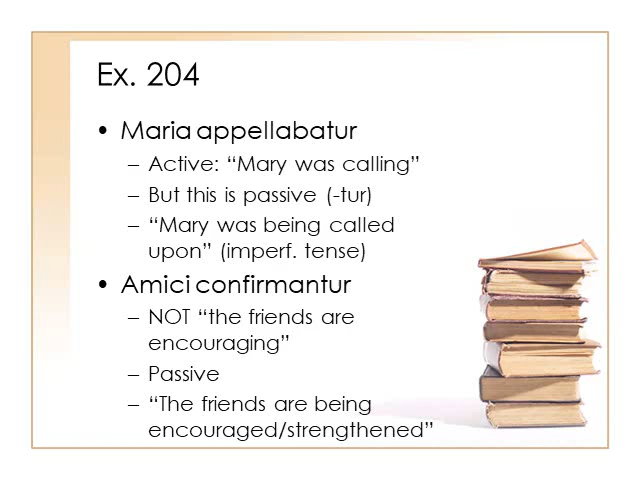 Ex. 204
• Maria appellabatur
– Active: “Mary was calling”
– But this is passive (-tur)
– “Mary was being called
upon” (imperf. tense)
• Amici confirmantur
– NOT “the friends are
encouraging”
– Passive
– “The friends are being
encouraged/strengthened”